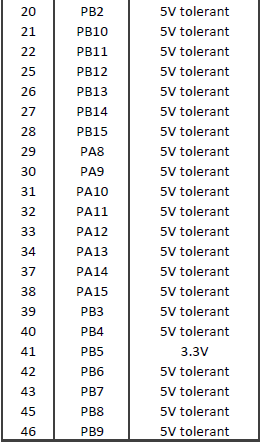 20 PB2 5V tolerant
21 PB10 5V tolerant
22 PB11 5V tolerant
25 PB12 5V tolerant
26 PB13 5V tolerant
27 PB14 5V tolerant
28 PB15 5V tolerant
29 PA8 5V tolerant
30 PA9 5V tolerant
31 PA10 5V tolerant
32 PA11 5V tolerant
33 PA12 5V tolerant
34 PA13 5V tolerant
37 PA14 5V tolerant
38 PA15 5V tolerant
39 PB3 5V tolerant
40 PB4 5V tolerant
41 PB5 3.3V
42 PB6 5V tolerant
43 PB7 5V tolerant
45 PB8 5V tolerant
46 PB9 5V tolerant